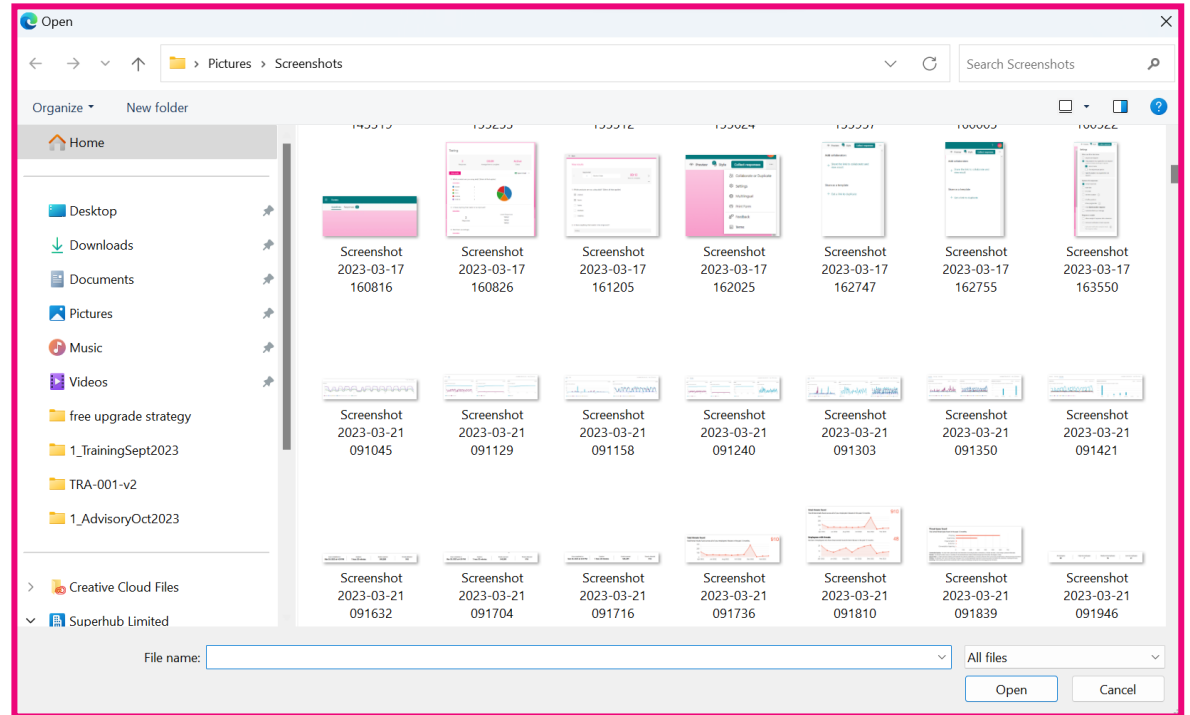 Open
Pictures > Screenshots
Search Screenshots
Organize
New folder
Home
Desktop
Downloads
Documents
Pictures
Music
Videos
free upgrade strategy
1_TrainingSept2023
TRA-001-v2
1_AdvisoryOct2023
Creative Cloud Files
Superhub Limited
Screenshot
2023-03-17
160816
Screenshot
2023-03-17
160826
Screenshot
2023-03-17
161205
Screenshot
2023-03-17
162025
Screenshot
2023-03-17
162747
Screenshot
2023-03-17
162755
Screenshot
2023-03-17
163550
Screenshot
2023-03-21
091045
Screenshot
2023-03-21
091129
Screenshot
2023-03-21
091158
Screenshot
2023-03-21
091240
Screenshot
2023-03-21
091303
Screenshot
2023-03-21
091350
Screenshot
2023-03-21
091421
Screenshot
2023-03-21
091632
Screenshot
2023-03-21
091704
Screenshot
2023-03-21
091716
Screenshot
2023-03-21
091736
Screenshot
2023-03-21
091810
Screenshot
2023-03-21
091839
Screenshot
2023-03-21
091946
File name:
All files
Open
Cancel